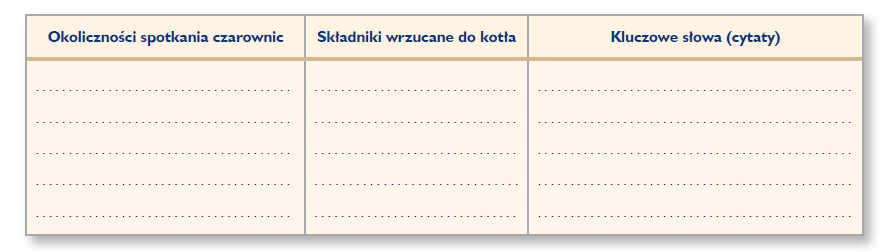 Okoliczności spotkania czarownic
Składniki wrzucane do kotła
Kluczowe słowa (cytaty)